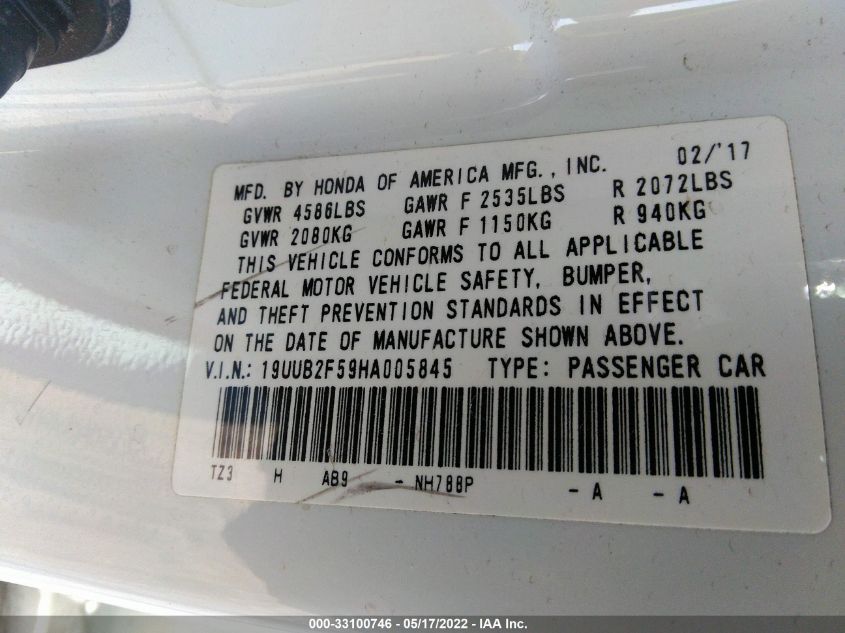 MFD. BY HONDA OF AMERICA MFG., INC. 02/'17
GVWR 4586LBS GAWR F 2535LBS R 2072LBS
GVWR 2080KG GAWR F 1150KG R 940KG
THIS VEHICLE CONFORMS TO ALL APPLICABLE
FEDERAL MOTOR VEHICLE SAFETY, BUMPER,
AND THEFT PREVENTION STANDARDS IN EFFECT
ON THE DATE OF MANUFACTURE SHOWN ABOVE.
V.I.N.: 19UUB2F59HA005845 TYPE: PASSENGER CAR
TZ3 H AB9 - NH788P - A - A
000-33100746 - 05/17/2022 - IAA Inc.